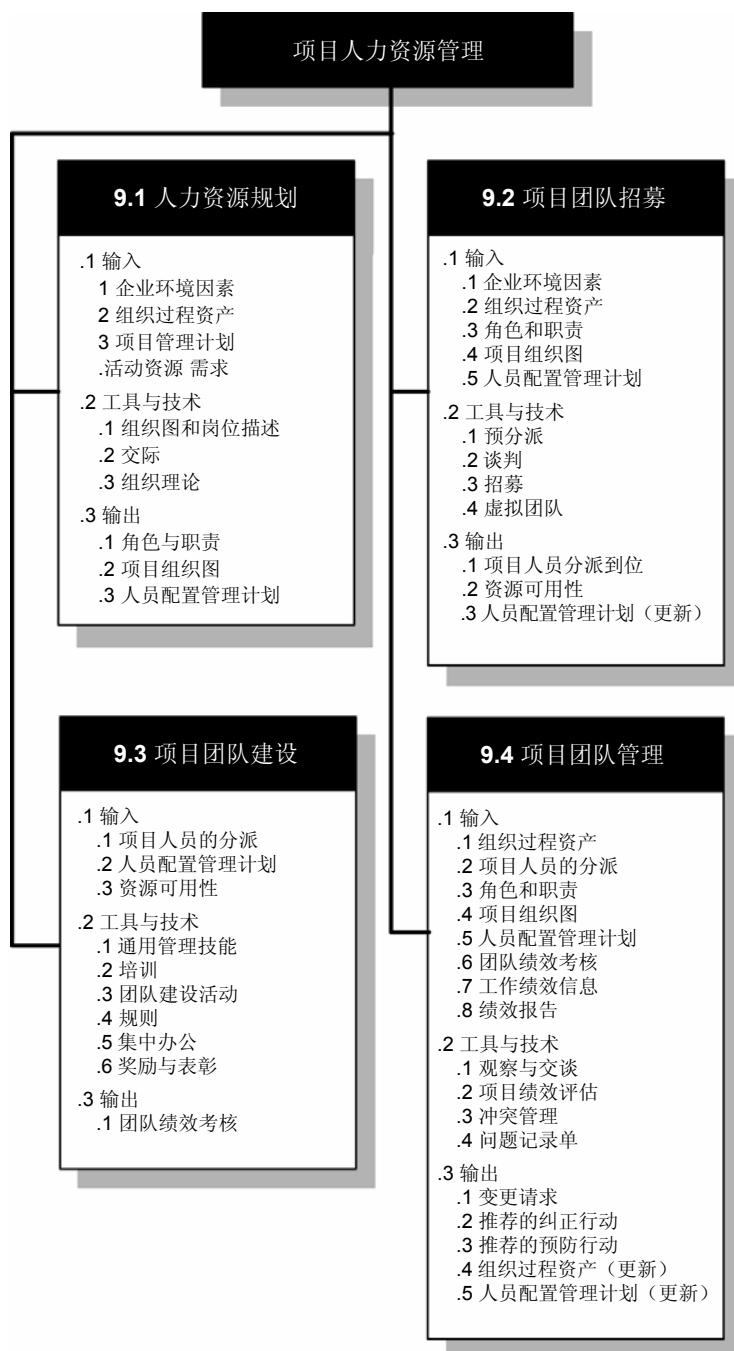 项目人力资源管理
9.1 人力资源规划
.1 输入
1 企业环境因素
2 组织过程资产
3 项目管理计划
.活动资源 需求
.2 工具与技术
.1 组织图和岗位描述
.2 交际
.3 组织理论
.3 输出
.1 角色与职责
.2 项目组织图
.3 人员配置管理计划
9.2 项目团队招募
.1 输入
.1 企业环境因素
.2 组织过程资产
.3 角色和职责
.4 项目组织图
.5 人员配置管理计划
.2 工具与技术
.1 预分派
.2 谈判
.3 招募
.4 虚拟团队
.3 输出
.1 项目人员分派到位
.2 资源可用性
.3 人员配置管理计划（更新）
9.3 项目团队建设
.1 输入
.1 项目人员的分派
.2 人员配置管理计划
.3 资源可用性
.2 工具与技术
.1 通用管理技能
.2 培训
.3 团队建设活动
.4 规则
.5 集中办公
.6 奖励与表彰
.3 输出
.1 团队绩效考核
9.4 项目团队管理
.1 输入
.1 组织过程资产
.2 项目人员的分派
.3 角色和职责
.4 项目组织图
.5 人员配置管理计划
.6 团队绩效考核
.7 工作绩效信息
.8 绩效报告
.2 工具与技术
.1 观察与交谈
.2 项目绩效评估
.3 冲突管理
.4 问题记录单
.3 输出
.1 变更请求
.2 推荐的纠正行动
.3 推荐的预防行动
.4 组织过程资产（更新）
.5 人员配置管理计划（更新）